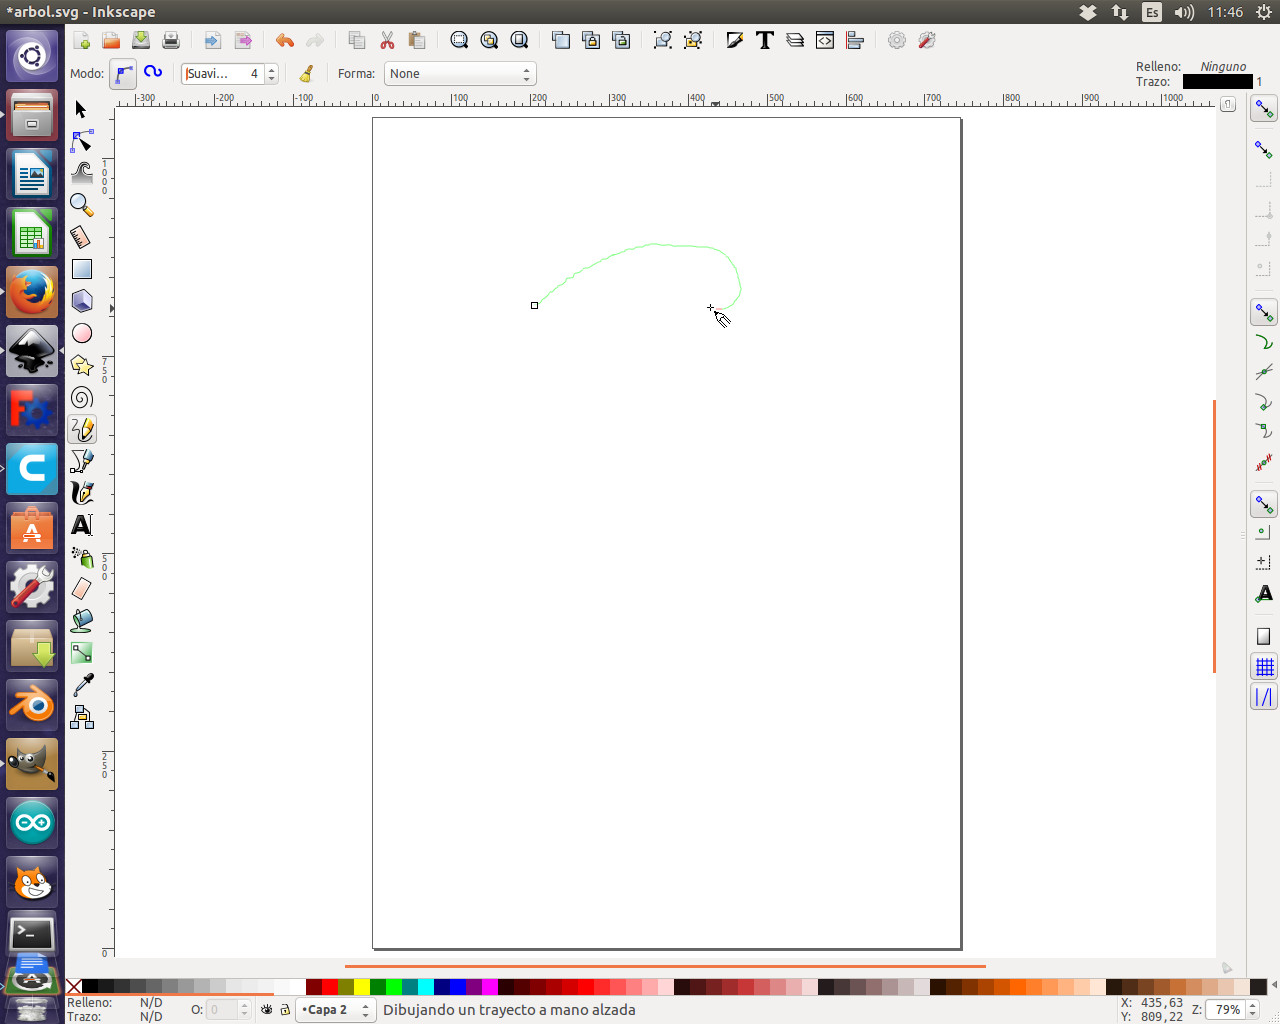 *arbol.svg - Inkscape
Es
11:46
Modo:
Suavi... 4
Forma:
None
Relleno: Ninguno
Trazo: 1
-300 -200 -100 0 100 200 300 400 500 600 700 800 900 1000
1000
750
500
250
0
Relleno: N/D
Trazo: N/D
O: 0
•Capa 2
Dibujando un trayecto a mano alzada
X: 435,63
Y: 809,22
Z: 79%